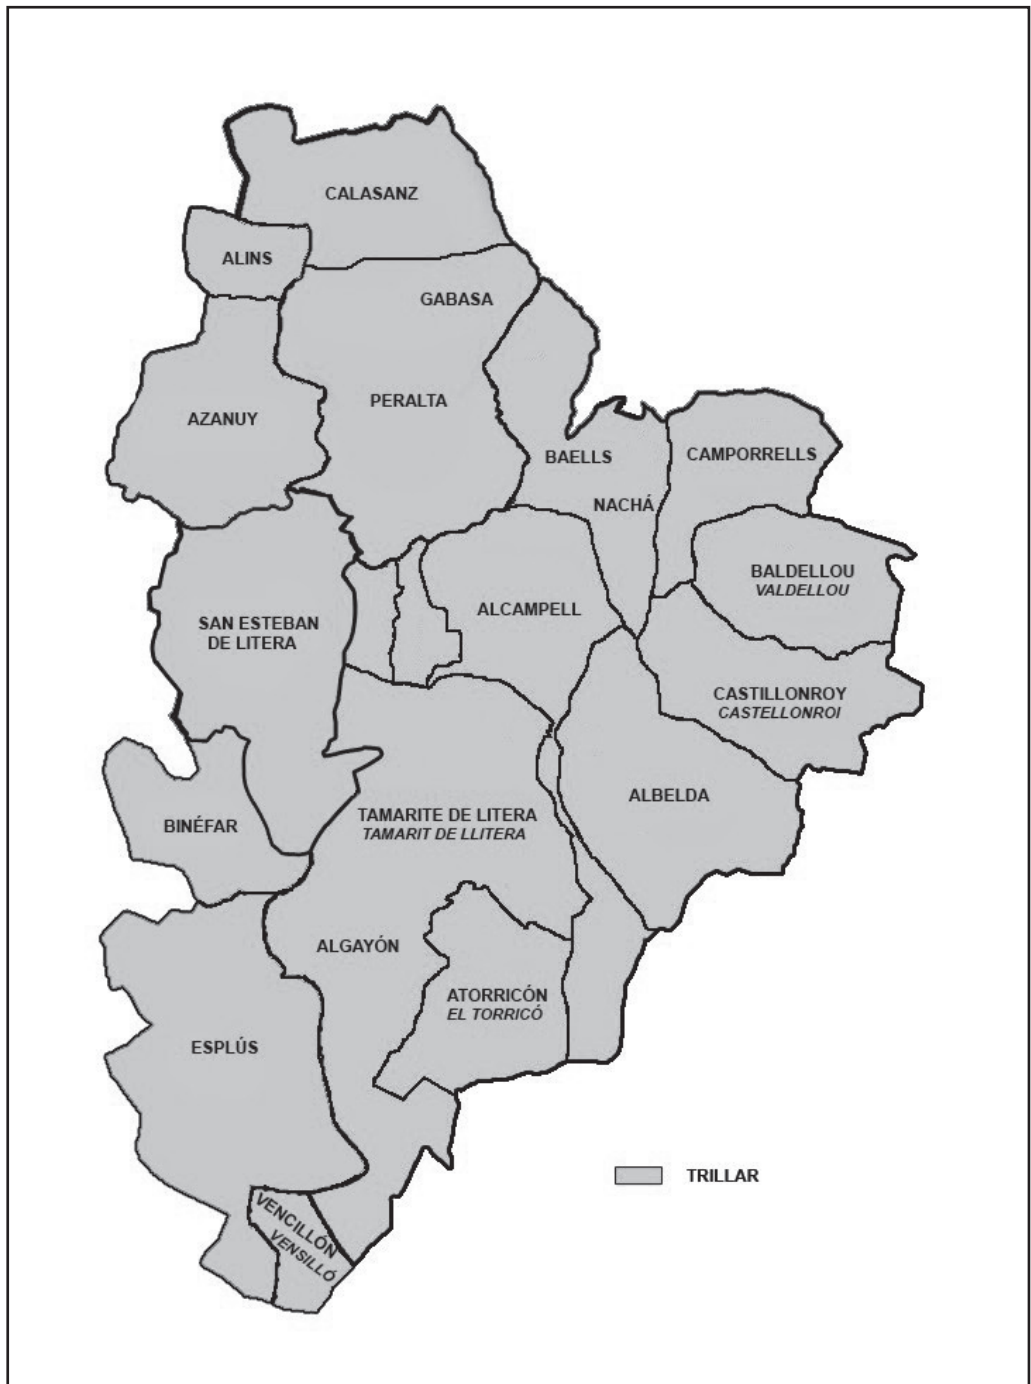 CALASANZ
ALINS
GABASA
PERALTA
AZANUY
BAELLS
CAMPORRELLS
NACHÁ
BALDELLOU
VALDELLOU
ALCAMPELL
SAN ESTEBAN
DE LITERA
CASTILLONROY
CASTELLONROI
ALBELDA
TAMARITE DE LITERA
TAMARIT DE LLITERA
BINÉFAR
ALGAYÓN
ATORRICÓN
EL TORRICÓ
ESPLÚS
TRILLAR
VENCILLÓN
VENSILLÓ